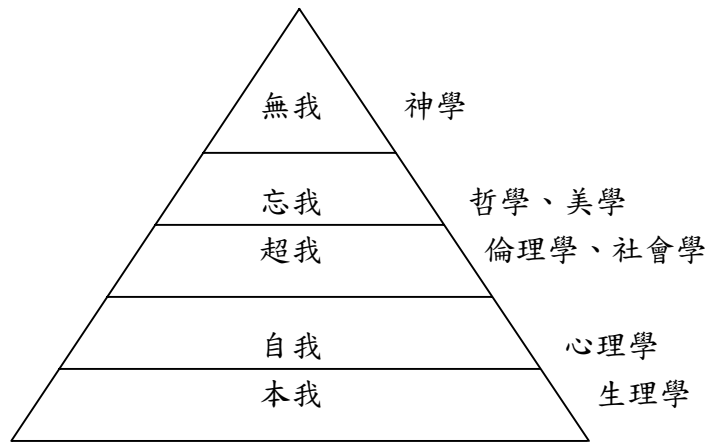 無我 神學
忘我 哲學、美學
超我 倫理學、社會學
自我 心理學
本我 生理學